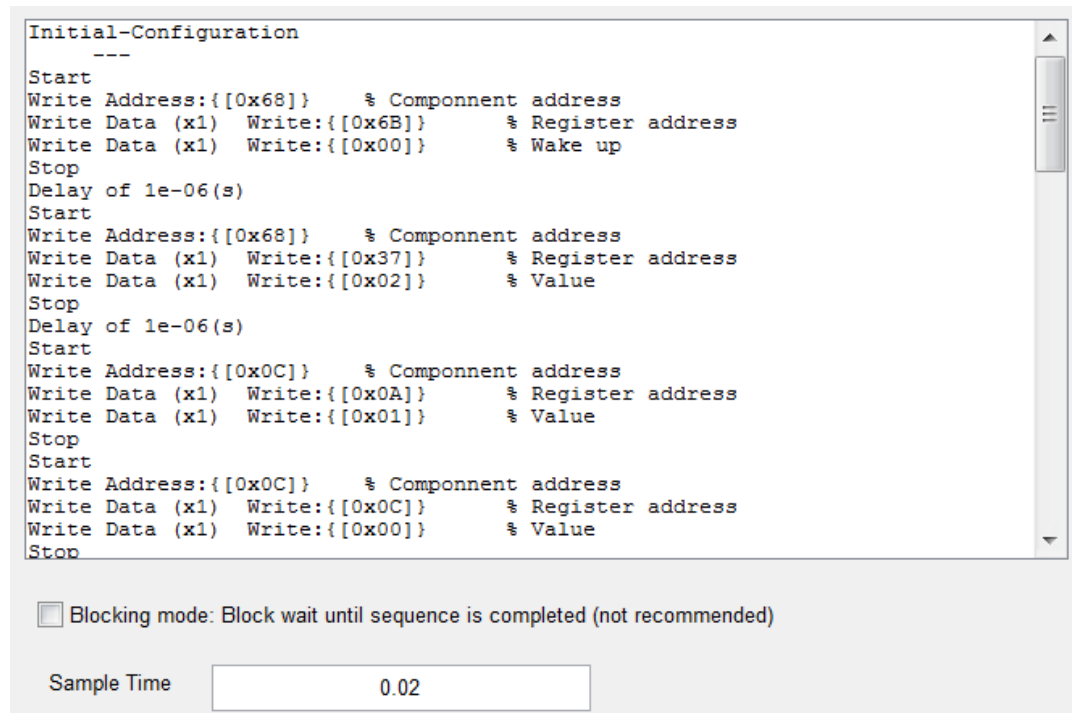 Initial-Configuration
---
Start
Write Address:{[0x68]}    % Componnent address
Write Data (x1)  Write:{[0x6B]}       % Register address
Write Data (x1)  Write:{[0x00]}       % Wake up
Stop
Delay of 1e-06(s)
Start
Write Address:{[0x68]}    % Componnent address
Write Data (x1)  Write:{[0x37]}       % Register address
Write Data (x1)  Write:{[0x02]}       % Value
Stop
Delay of 1e-06(s)
Start
Write Address:{[0x0C]}    % Componnent address
Write Data (x1)  Write:{[0x0A]}       % Register address
Write Data (x1)  Write:{[0x01]}       % Value
Stop
Start
Write Address:{[0x0C]}    % Componnent address
Write Data (x1)  Write:{[0x0C]}       % Register address
Write Data (x1)  Write:{[0x00]}       % Value
Stop
Blocking mode: Block wait until sequence is completed (not recommended)
Sample Time 0.02